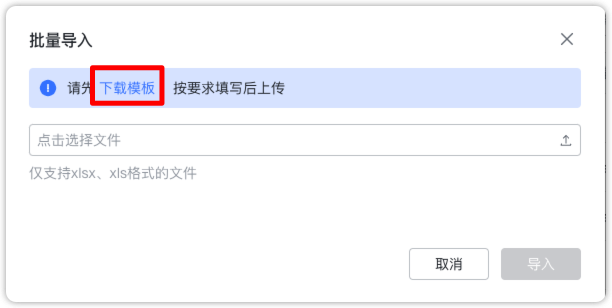 批量导入
请先 下载模板 按要求填写后上传
点击选择文件
仅支持xlsx、xls格式的文件
取消
导入